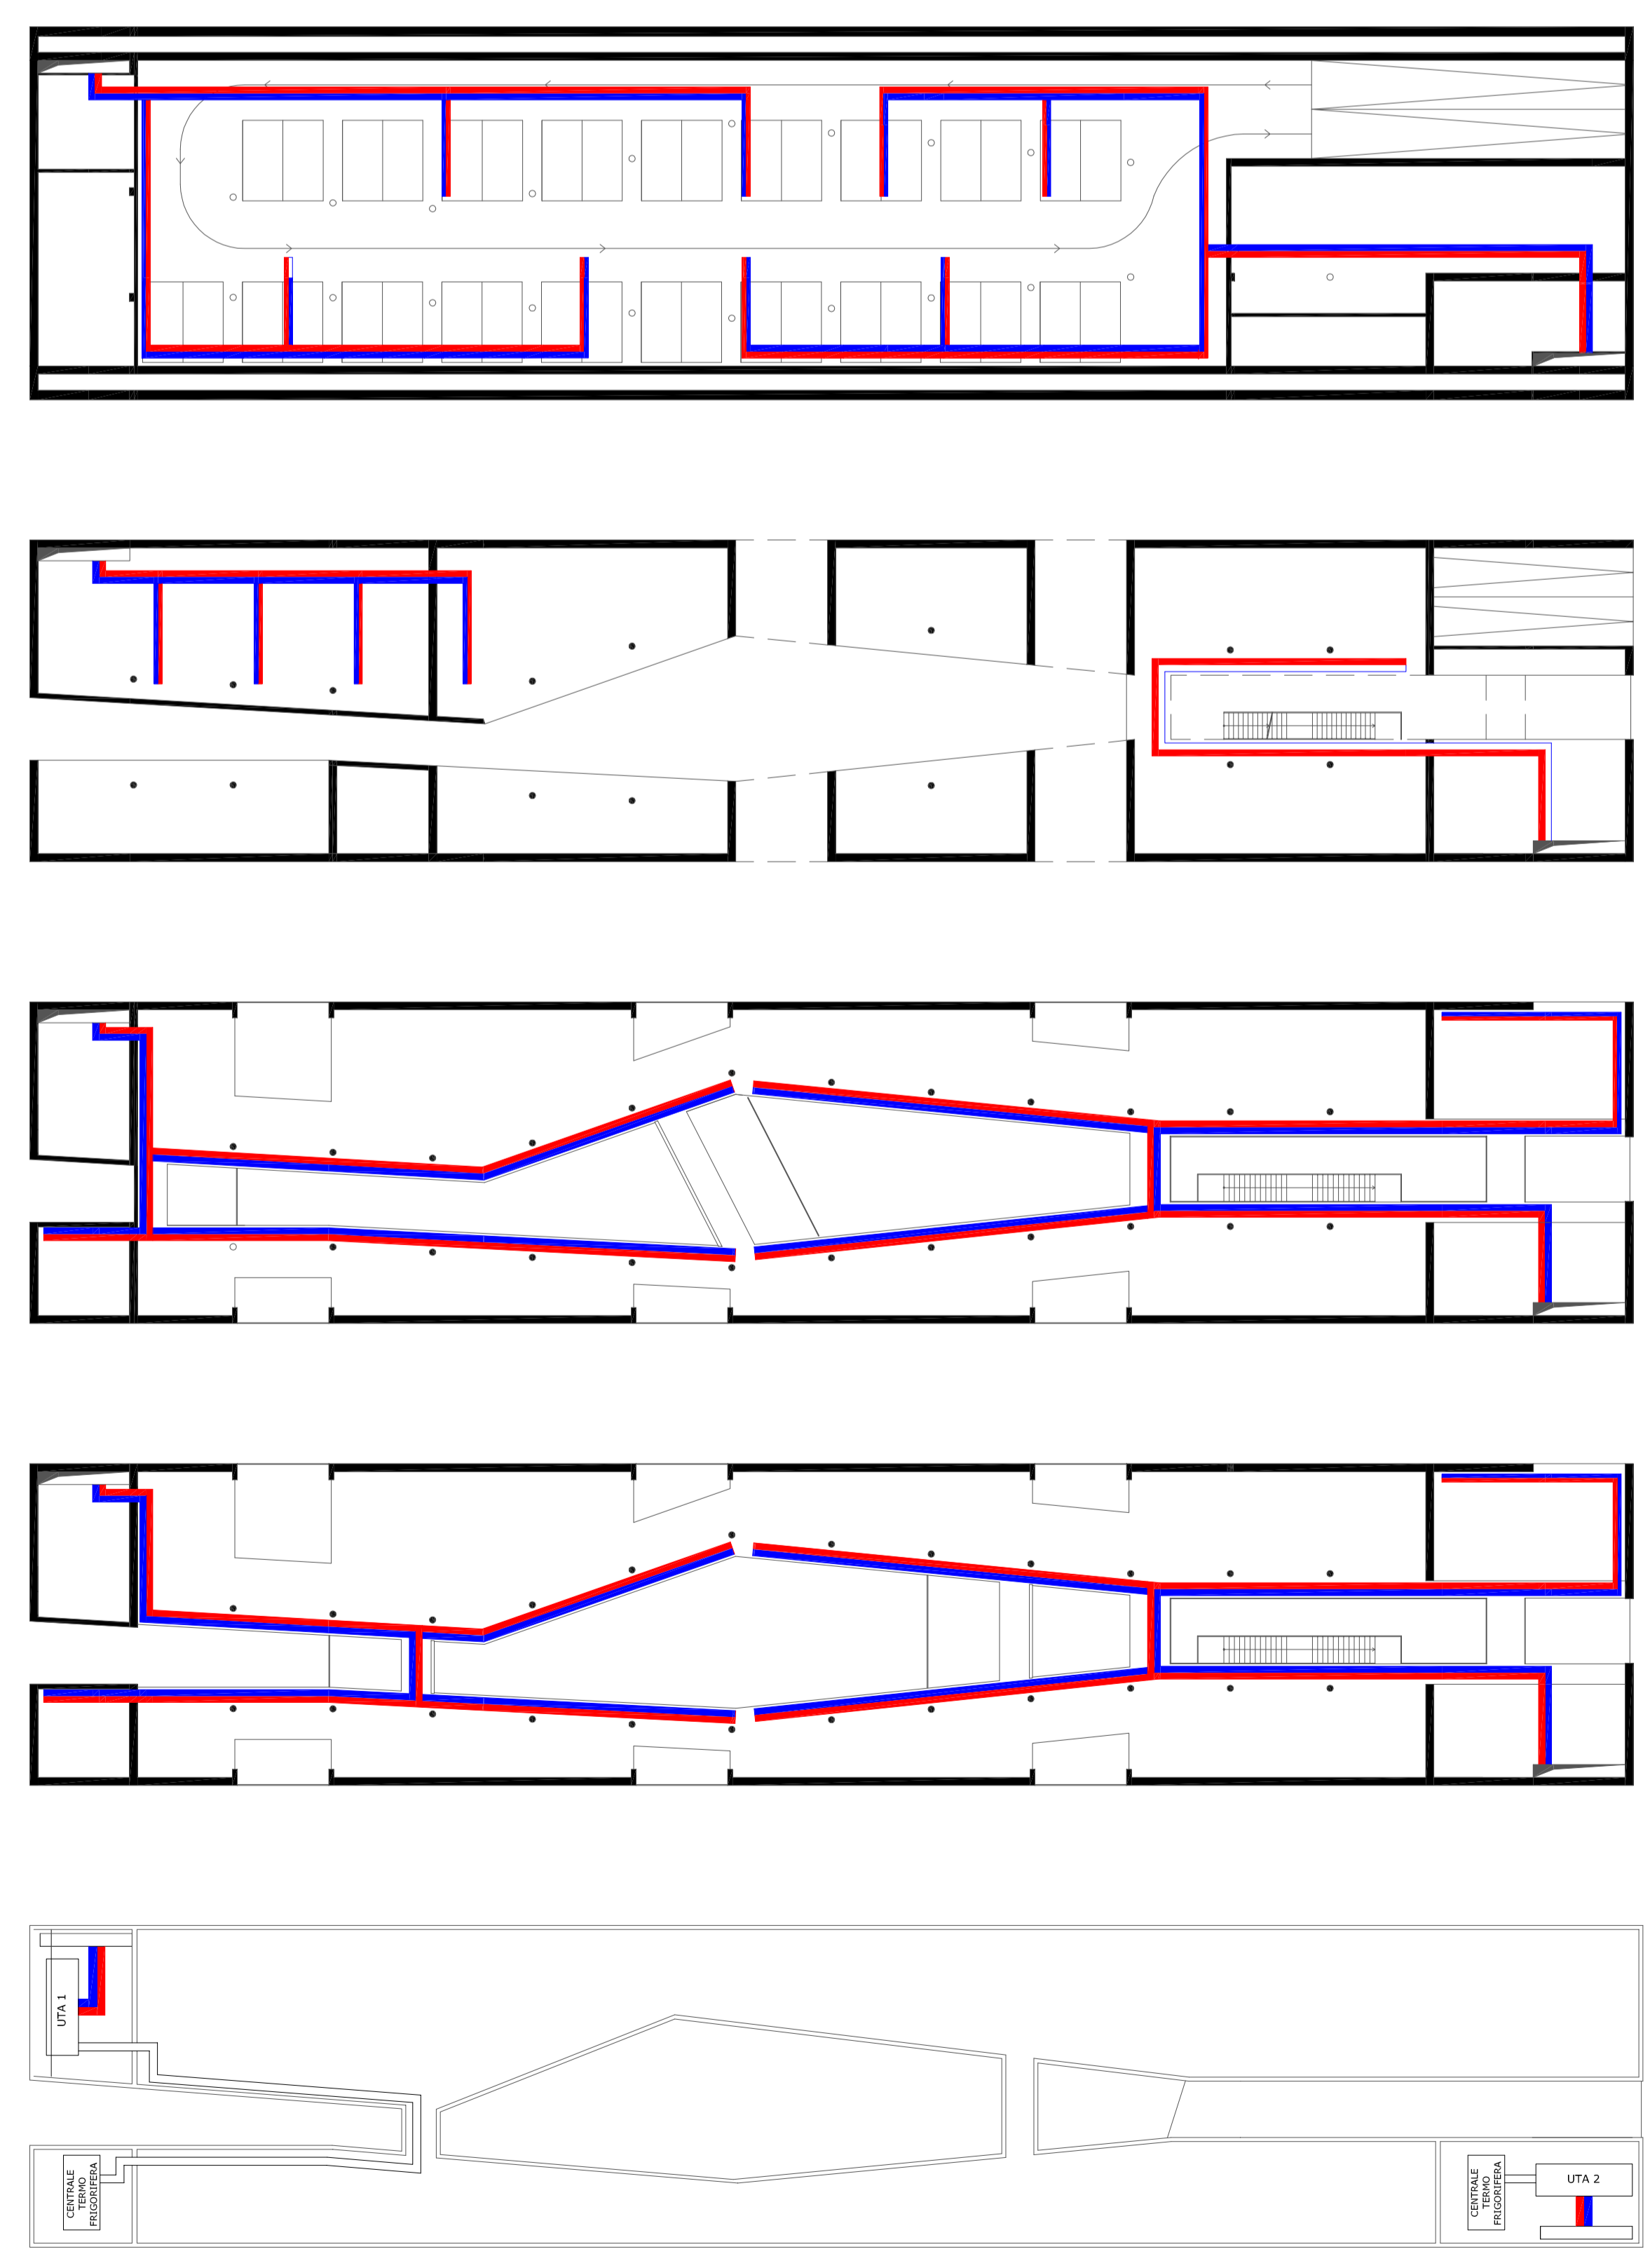 UTA 1
CENTRALE
TERMO
FRIGORIFERA
CENTRALE
TERMO
FRIGORIFERA
UTA 2